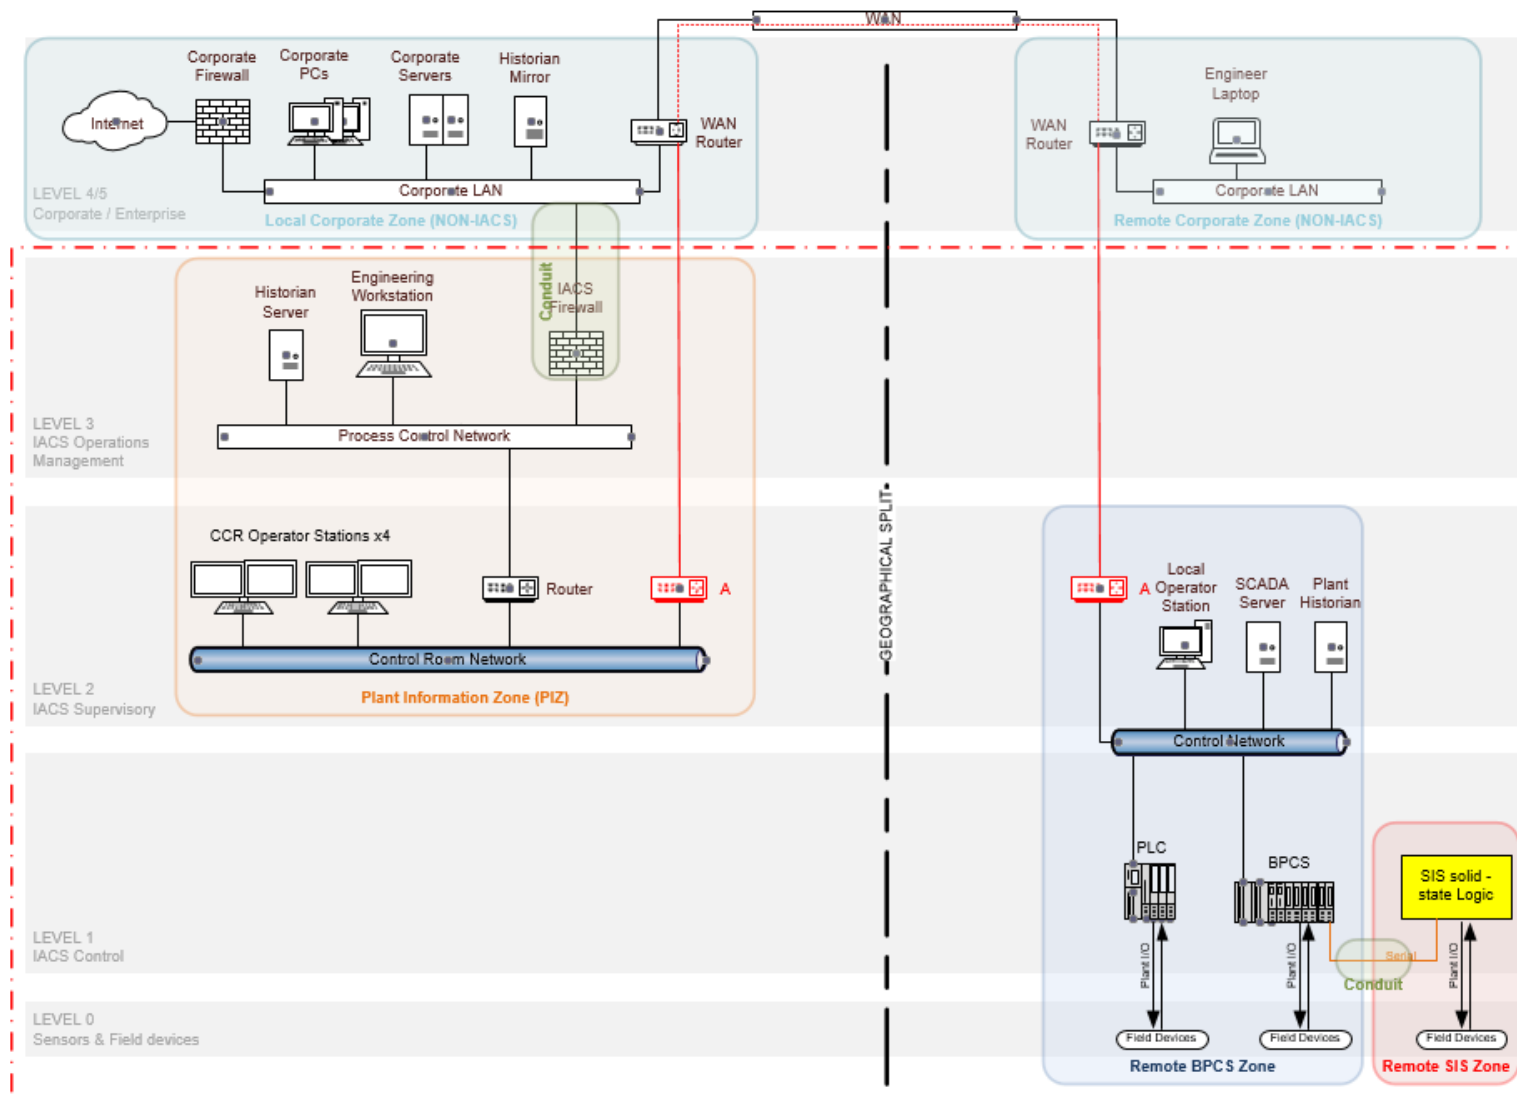 WAN
Corporate
Firewall
Corporate
PCs
Corporate
Servers
Historian
Mirror
Internet
WAN
Router
Corporate LAN
LEVEL 4/5
Corporate / Enterprise
Local Corporate Zone (NON-IACS)
Engineer
Laptop
WAN
Router
Corporate LAN
Remote Corporate Zone (NON-IACS)
Conduit
IACS
Firewall
Historian
Server
Engineering
Workstation
Process Control Network
LEVEL 3
IACS Operations
Management
CCR Operator Stations x4
Router
A
Control Room Network
Plant Information Zone (PIZ)
LEVEL 2
IACS Supervisory
GEOGRAPHICAL SPLIT
A
Local
Operator
Station
SCADA
Server
Plant
Historian
Control Network
PLC
BPCS
SIS solid -
state Logic
LEVEL 1
IACS Control
Plant I/O
Plant I/O
Serial
Conduit
Plant I/O
LEVEL 0
Sensors & Field devices
Field Devices
Field Devices
Field Devices
Remote BPCS Zone
Remote SIS Zone